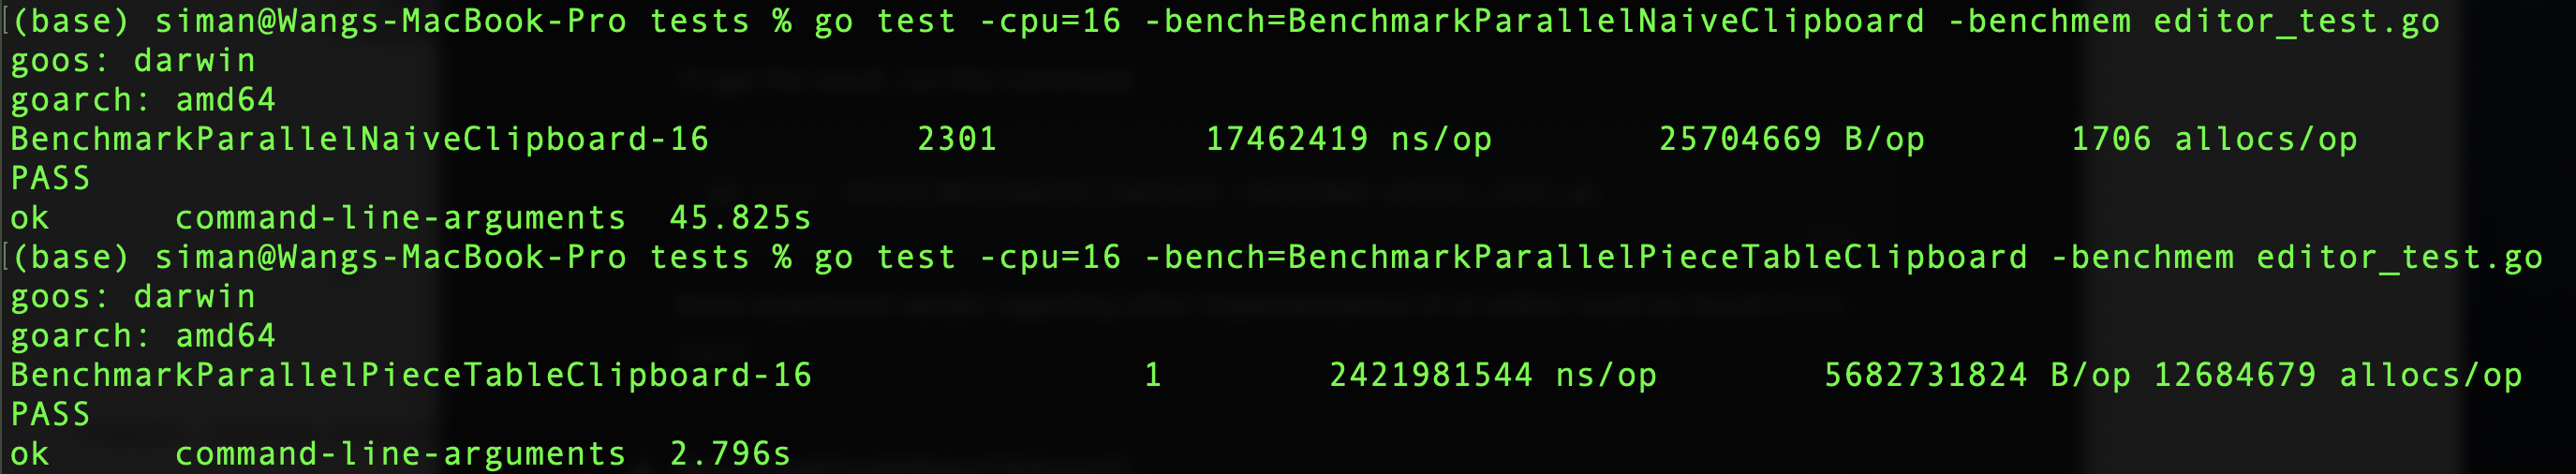 (base) siman@Wangs-MacBook-Pro tests % go test -cpu=16 -bench=BenchmarkParallelNaiveClipboard -benchmem editor_test.go
goos: darwin
goarch: amd64
BenchmarkParallelNaiveClipboard-16 2301 17462419 ns/op 25704669 B/op 1706 allocs/op
PASS
ok command-line-arguments 45.825s
(base) siman@Wangs-MacBook-Pro tests % go test -cpu=16 -bench=BenchmarkParallelPieceTableClipboard -benchmem editor_test.go
goos: darwin
goarch: amd64
BenchmarkParallelPieceTableClipboard-16 1 2421981544 ns/op 5682731824 B/op 12684679 allocs/op
PASS
ok command-line-arguments 2.796s